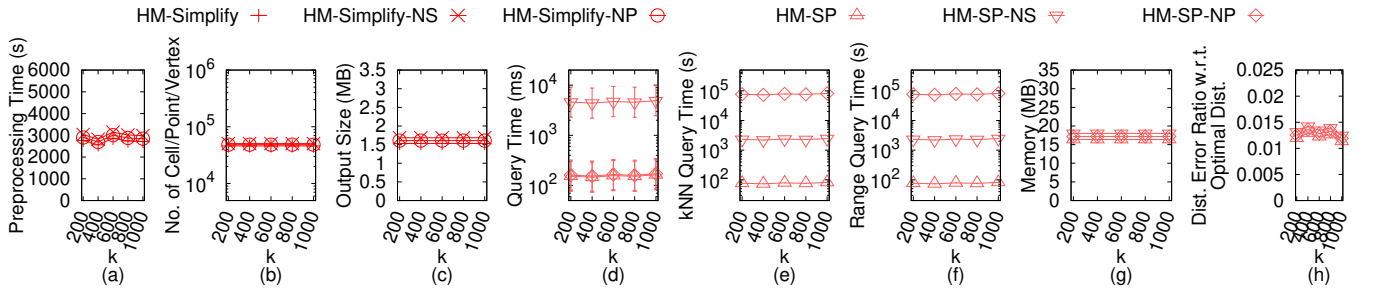 HM-Simplify HM-Simplify-NS HM-Simplify-NP HM-SP HM-SP-NS HM-SP-NP
Preprocessing Time (s)
6000
5000
4000
3000
2000
1000
0
200 400 600 800 1000
k
(a)
No. of Cell/Point/Vertex
10^6
10^5
10^4
200 400 600 800 1000
k
(b)
Output Size (MB)
3.5
3
2.5
2
1.5
1
0.5
0
200 400 600 800 1000
k
(c)
Query Time (ms)
10^4
10^3
10^2
200 400 600 800 1000
k
(d)
kNN Query Time (s)
10^5
10^4
10^3
10^2
200 400 600 800 1000
k
(e)
Range Query Time (s)
10^5
10^4
10^3
10^2
200 400 600 800 1000
k
(f)
Memory (MB)
35
30
25
20
15
10
5
0
200 400 600 800 1000
k
(g)
Dist. Error Ratio w.r.t.
Optimal Dist.
0.025
0.02
0.015
0.01
0.005
0
200 400 600 800 1000
k
(h)